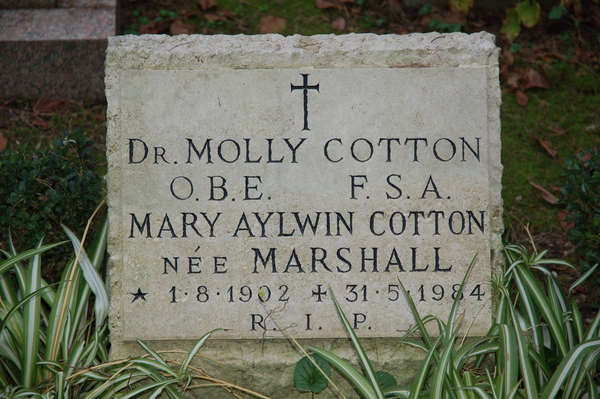 DR. MOLLY COTTON
O.B.E. F.S.A.
MARY AYLWIN COTTON
NÉE MARSHALL
★ 1·8·1902 ✢ 31·5·1984
R. I. P.